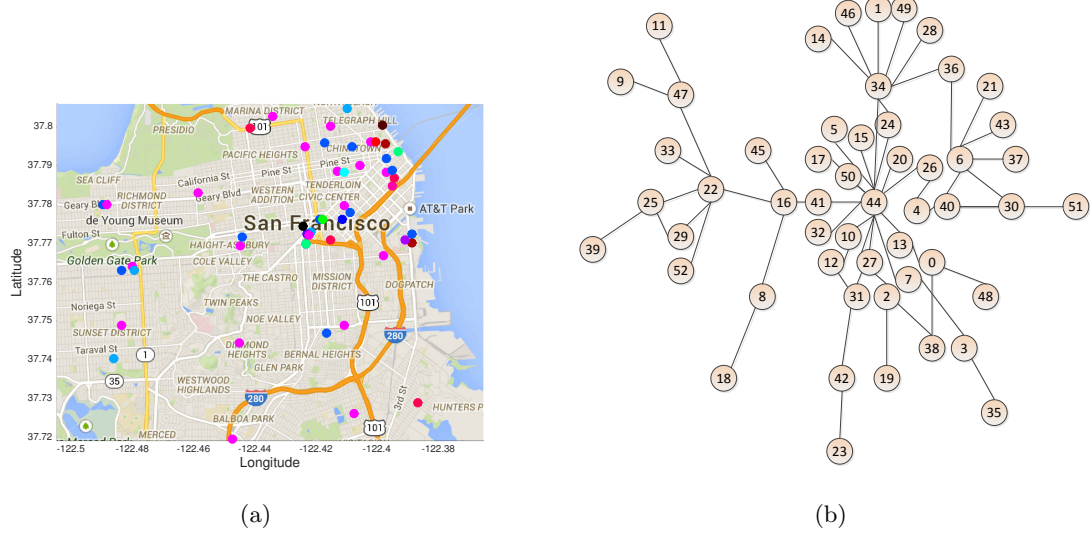 MARINA DISTRICT
TELEGRAPH HILL
PRESIDIO
101
CHINATOWN
PACIFIC HEIGHTS
Pine St
Pine St
SEA CLIFF
California St
Geary Blvd
TENDERLOIN
RICHMOND DISTRICT
WESTERN ADDITION
CIVIC CENTER
Geary Blvd
de Young Museum
San Francisco
AT&T Park
Fulton St
HAIGHT-ASHBURY
Golden Gate Park
COLE VALLEY
THE CASTRO
MISSION DISTRICT
DOGPATCH
TWIN PEAKS
101
Noriega St
NOE VALLEY
SUNSET DISTRICT
280
DIAMOND HEIGHTS
BERNAL HEIGHTS
Taraval St
1
GLEN PARK
35
WESTWOOD HIGHLANDS
280
3rd St
HUNTERS P
BALBOA PARK
101
MERCED
37.8
37.79
37.78
37.77
37.76
37.75
37.74
37.73
37.72
Latitude
-122.5
-122.48
-122.46
-122.44
-122.42
-122.4
-122.38
Longitude
(a)
1
49
46
11
28
14
36
9
34
21
47
5
24
43
15
33
45
17
20
6
37
50
26
22
16
41
44
25
4
40
30
51
32
10
29
13
39
12
27
0
52
7
8
31
2
48
38
3
18
42
19
35
23
(b)